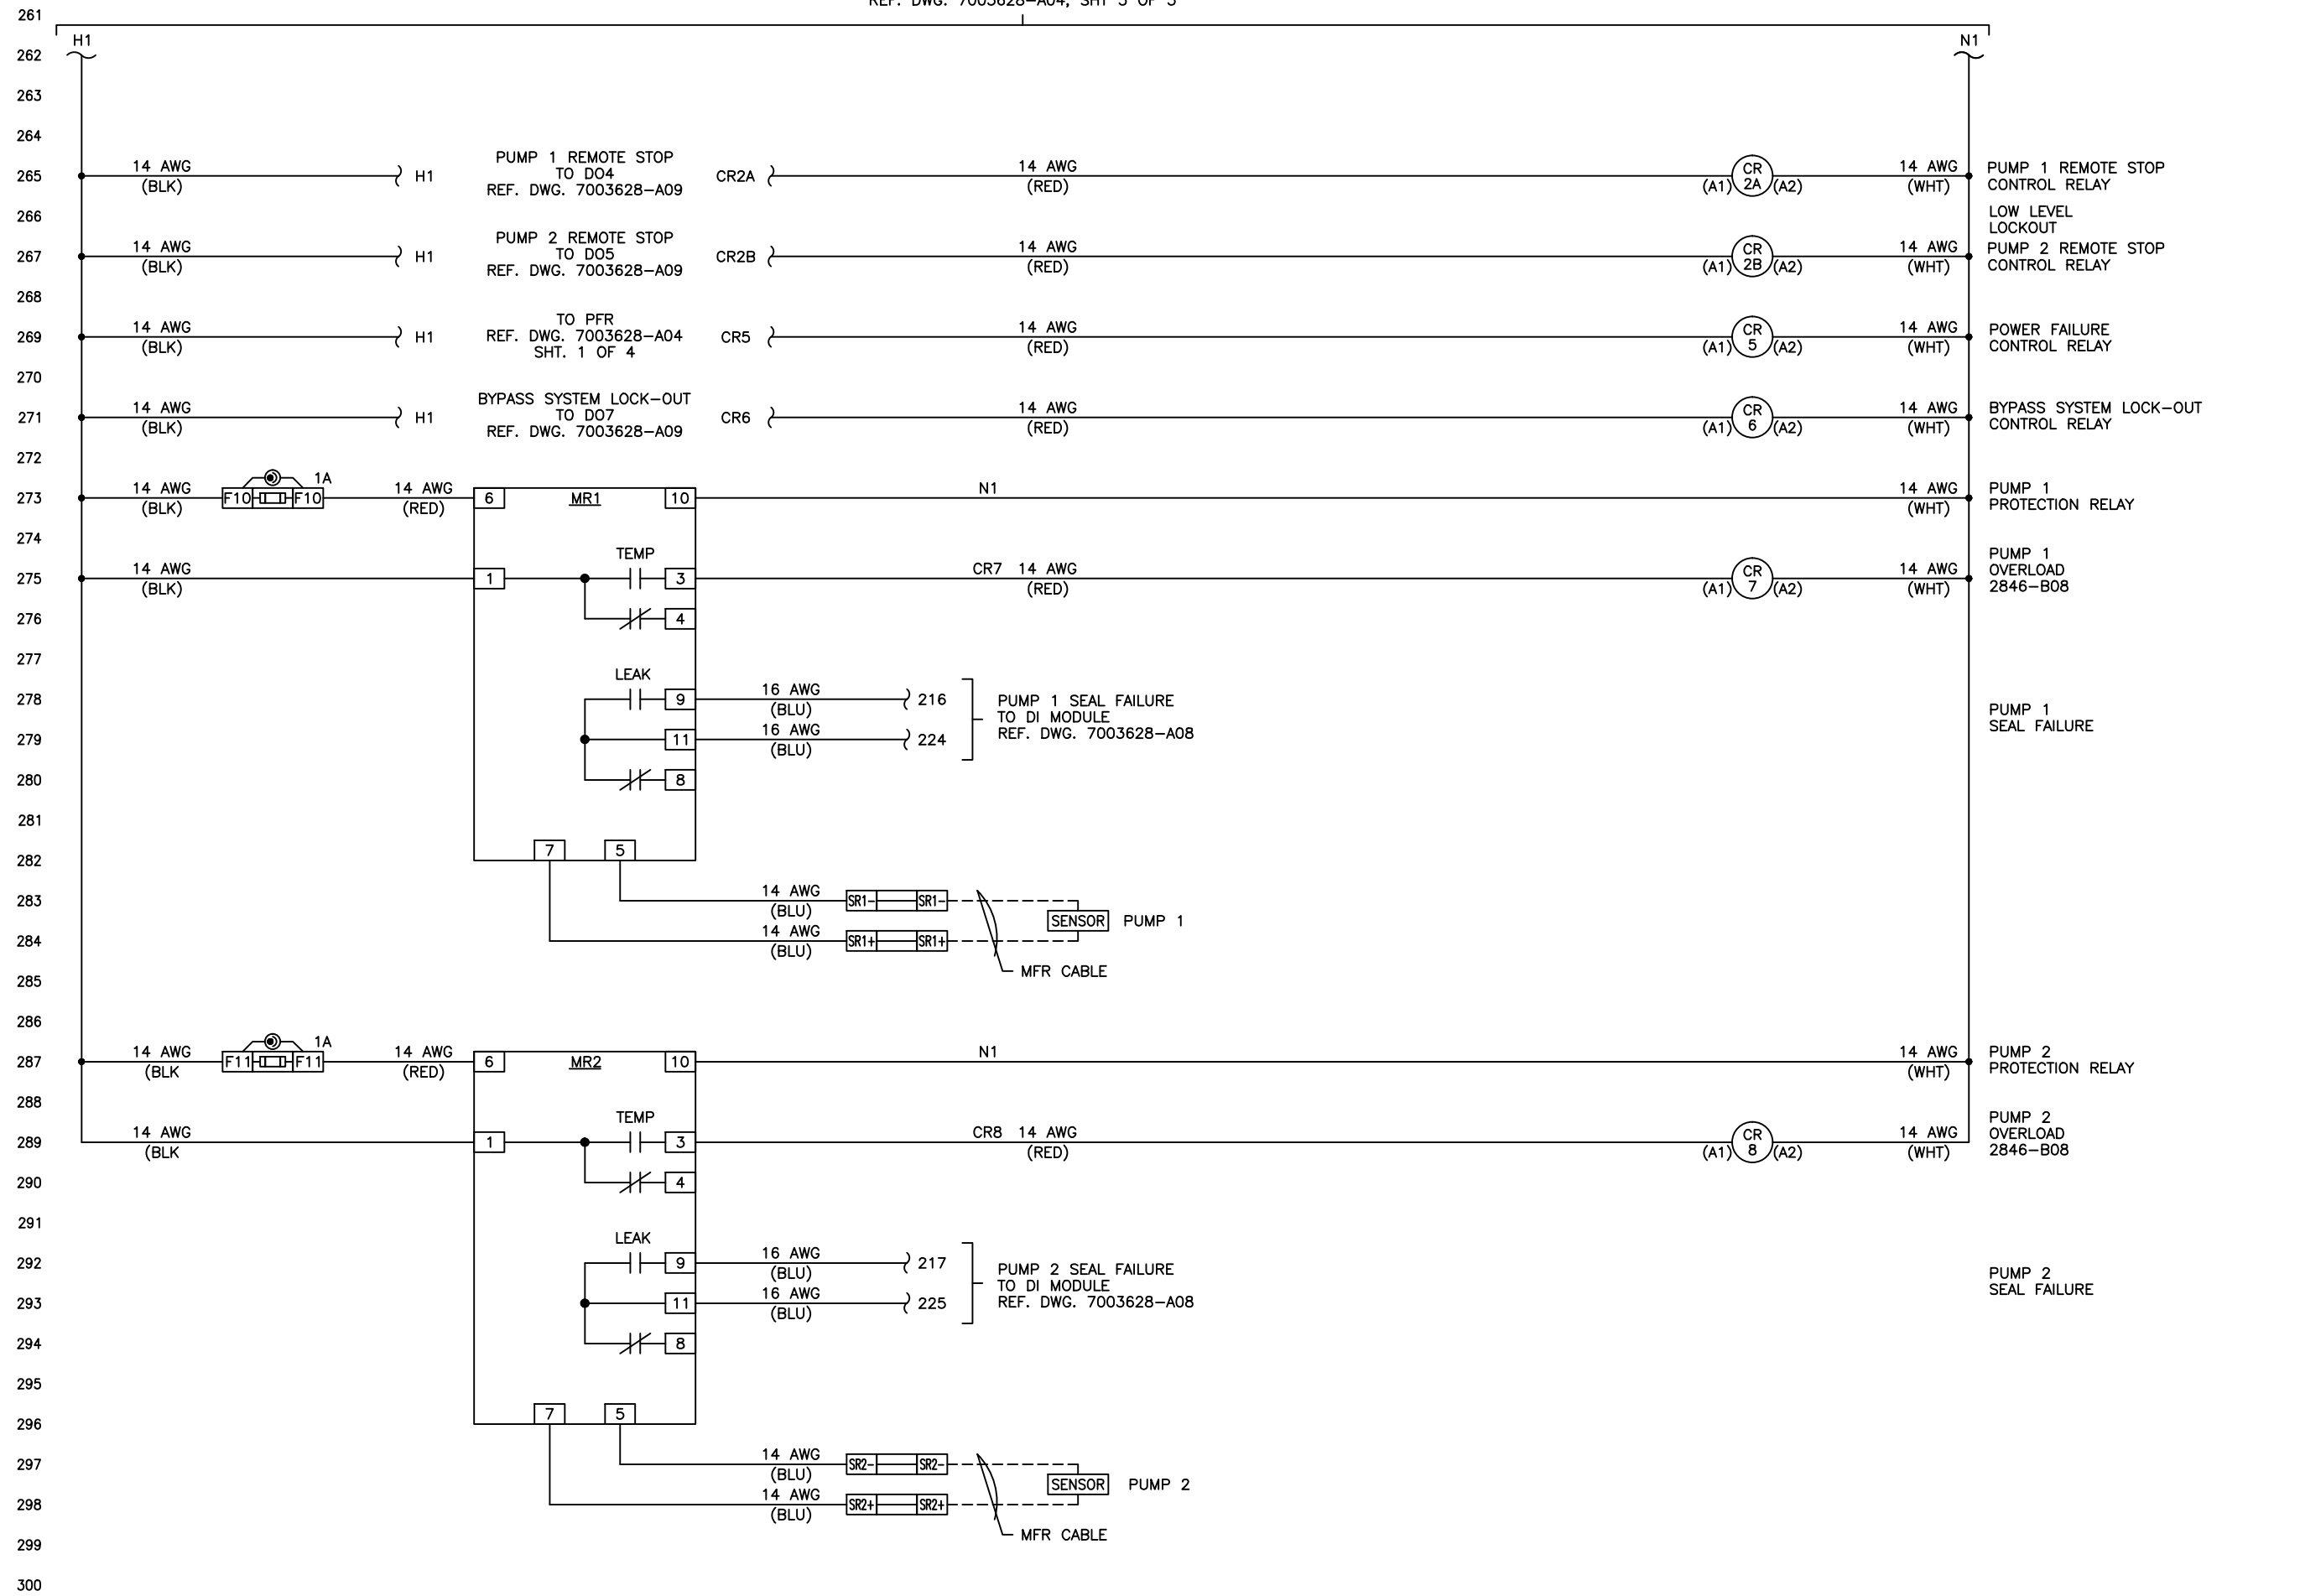 REF. DWG. 7003628-A04, SHT 3 OF 3
261
H1
N1
262
263
264
265
14 AWG
(BLK)
H1
PUMP 1 REMOTE STOP
TO DO4
REF. DWG. 7003628-A09
CR2A
14 AWG
(RED)
(A1)
CR
2A
(A2)
14 AWG
(WHT)
PUMP 1 REMOTE STOP
CONTROL RELAY
266
LOW LEVEL
LOCKOUT
267
14 AWG
(BLK)
H1
PUMP 2 REMOTE STOP
TO DO5
REF. DWG. 7003628-A09
CR2B
14 AWG
(RED)
(A1)
CR
2B
(A2)
14 AWG
(WHT)
PUMP 2 REMOTE STOP
CONTROL RELAY
268
269
14 AWG
(BLK)
H1
TO PFR
REF. DWG. 7003628-A04
SHT. 1 OF 4
CR5
14 AWG
(RED)
(A1)
CR
5
(A2)
14 AWG
(WHT)
POWER FAILURE
CONTROL RELAY
270
271
14 AWG
(BLK)
H1
BYPASS SYSTEM LOCK-OUT
TO DO7
REF. DWG. 7003628-A09
CR6
14 AWG
(RED)
(A1)
CR
6
(A2)
14 AWG
(WHT)
BYPASS SYSTEM LOCK-OUT
CONTROL RELAY
272
273
14 AWG
(BLK)
F10
F10
1A
14 AWG
(RED)
6
MR1
10
N1
14 AWG
(WHT)
PUMP 1
PROTECTION RELAY
274
275
14 AWG
(BLK)
1
TEMP
3
CR7
14 AWG
(RED)
(A1)
CR
7
(A2)
14 AWG
(WHT)
PUMP 1
OVERLOAD
2846-B08
276
4
277
278
LEAK
9
16 AWG
(BLU)
216
279
11
16 AWG
(BLU)
224
PUMP 1 SEAL FAILURE
TO DI MODULE
REF. DWG. 7003628-A08
PUMP 1
SEAL FAILURE
280
8
281
282
7
5
283
14 AWG
(BLU)
SR1-
SR1-
SENSOR
PUMP 1
284
14 AWG
(BLU)
SR1+
SR1+
MFR CABLE
285
286
287
14 AWG
(BLK
F11
F11
1A
14 AWG
(RED)
6
MR2
10
N1
14 AWG
(WHT)
PUMP 2
PROTECTION RELAY
288
289
14 AWG
(BLK
1
TEMP
3
CR8
14 AWG
(RED)
(A1)
CR
8
(A2)
14 AWG
(WHT)
PUMP 2
OVERLOAD
2846-B08
290
4
291
292
LEAK
9
16 AWG
(BLU)
217
293
11
16 AWG
(BLU)
225
PUMP 2 SEAL FAILURE
TO DI MODULE
REF. DWG. 7003628-A08
PUMP 2
SEAL FAILURE
294
8
295
296
7
5
297
14 AWG
(BLU)
SR2-
SR2-
SENSOR
PUMP 2
298
14 AWG
(BLU)
SR2+
SR2+
MFR CABLE
299
300